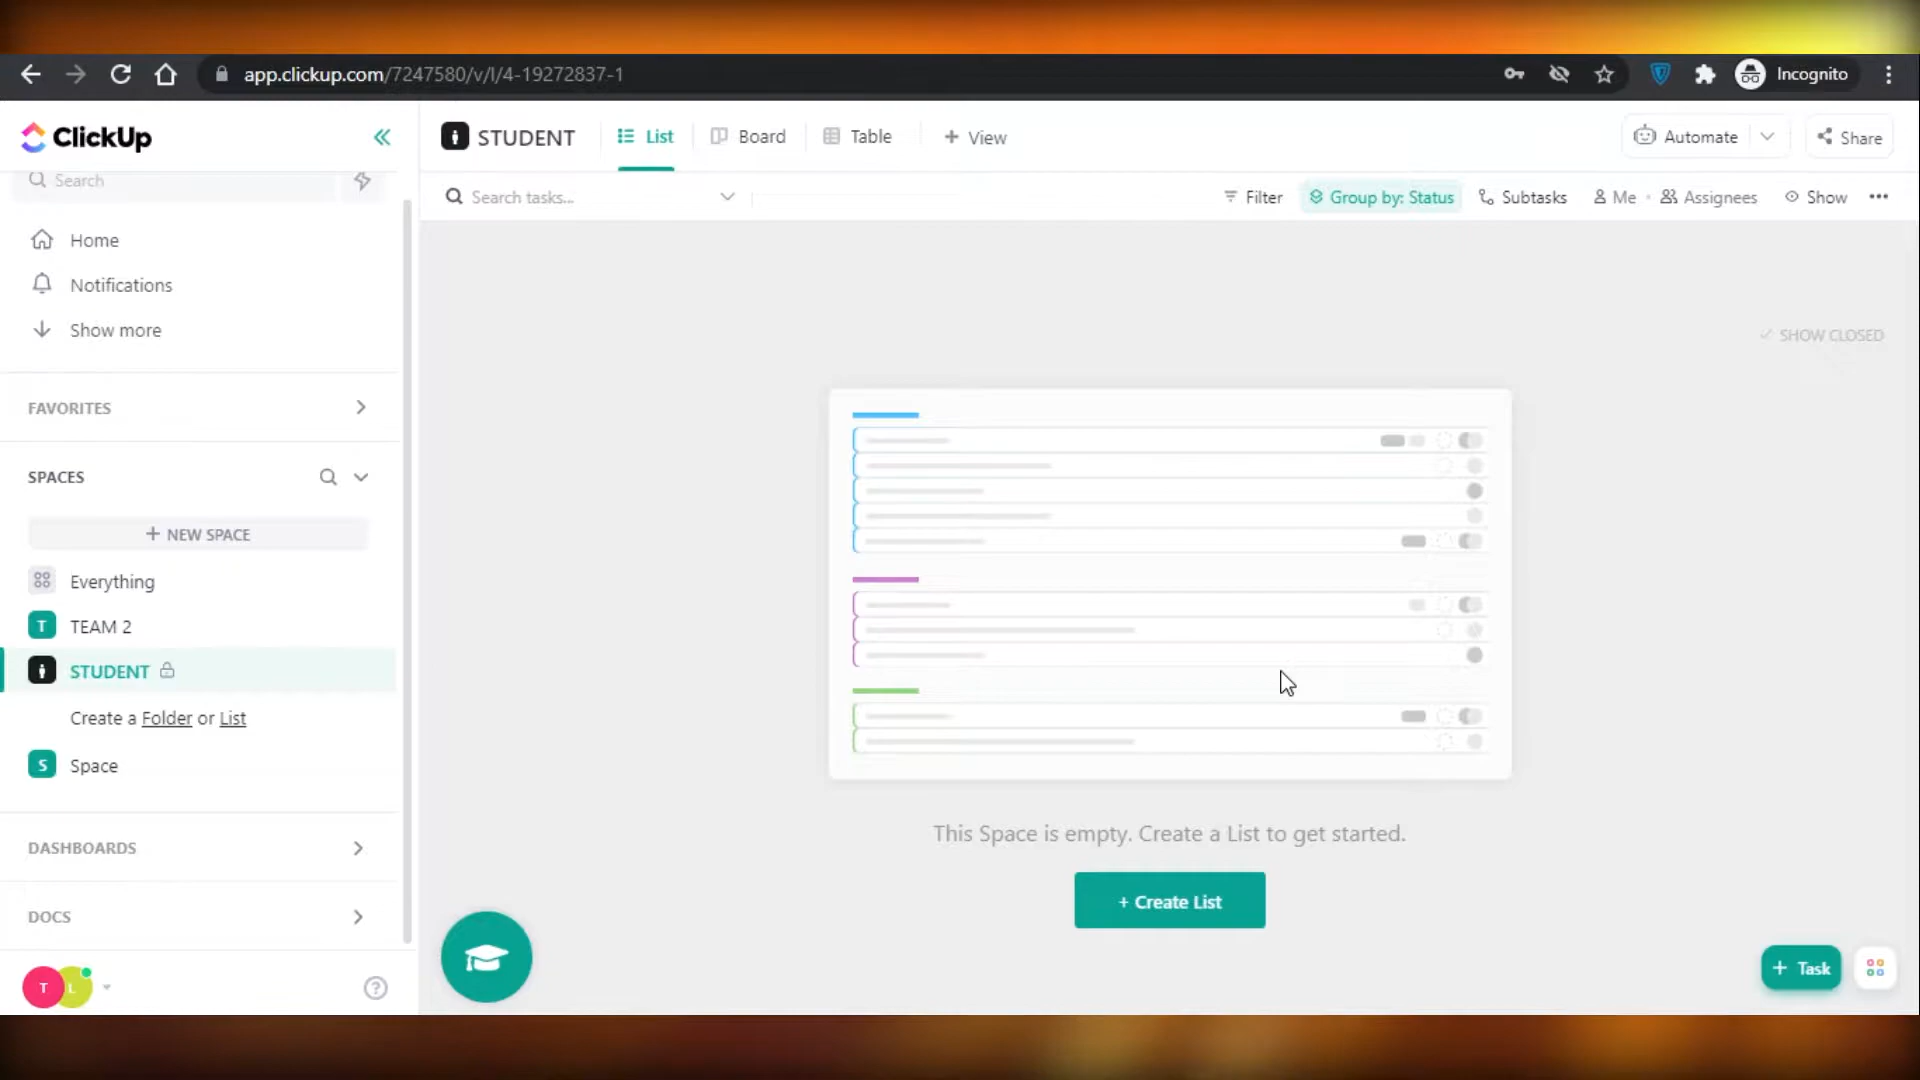 app.clickup.com/7247580/v/l/4-19272837-1
Incognito
ClickUp
STUDENT
List
Board
Table
+ View
Automate
Share
Search
Search tasks...
Filter
Group by: Status
Subtasks
Me
Assignees
Show
Home
Notifications
Show more
SHOW CLOSED
FAVORITES
SPACES
+ NEW SPACE
Everything
T TEAM 2
STUDENT
Create a Folder or List
S Space
This Space is empty. Create a List to get started.
+ Create List
DASHBOARDS
DOCS
T L
?
+ Task